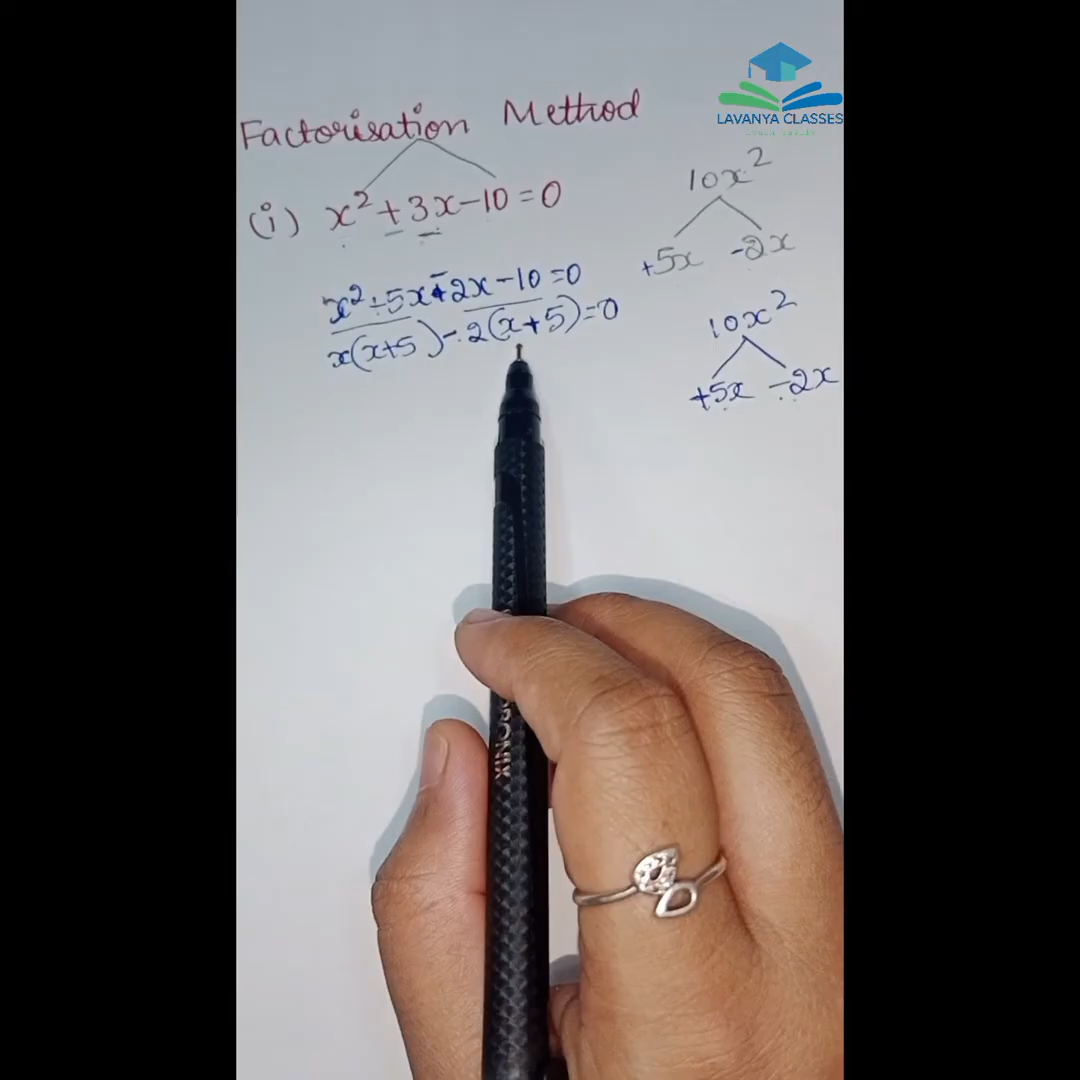 LAVANYA CLASSES
Factorisation Method
(i) x² + 3x - 10 = 0
x² + 5x - 2x - 10 = 0
x(x+5) - 2(x+5) = 0
10x²
+5x -2x
10x²
+5x -2x